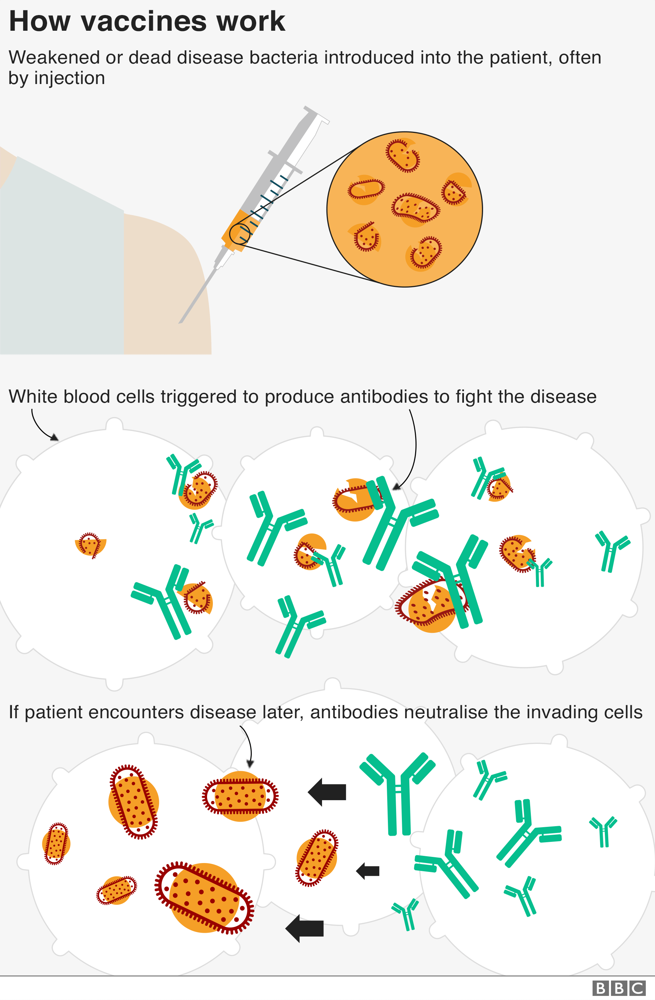 How vaccines work
Weakened or dead disease bacteria introduced into the patient, often
by injection
White blood cells triggered to produce antibodies to fight the disease
If patient encounters disease later, antibodies neutralise the invading cells
BBC